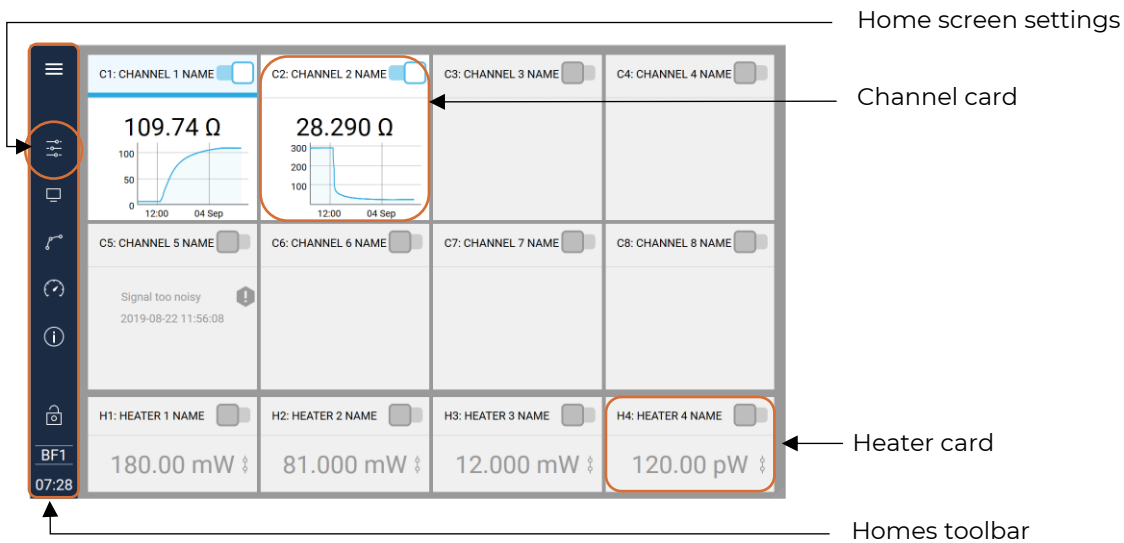 Home screen settings
Channel card
C1: CHANNEL 1 NAME
C2: CHANNEL 2 NAME
C3: CHANNEL 3 NAME
C4: CHANNEL 4 NAME
109.74 Ω
28.290 Ω
100
50
0
12:00 04 Sep
300
200
100
12:00 04 Sep
C5: CHANNEL 5 NAME
C6: CHANNEL 6 NAME
C7: CHANNEL 7 NAME
C8: CHANNEL 8 NAME
Signal too noisy
2019-08-22 11:56:08
H1: HEATER 1 NAME
H2: HEATER 2 NAME
H3: HEATER 3 NAME
H4: HEATER 4 NAME
180.00 mW
81.000 mW
12.000 mW
120.00 pW
Heater card
BF1
07:28
Homes toolbar